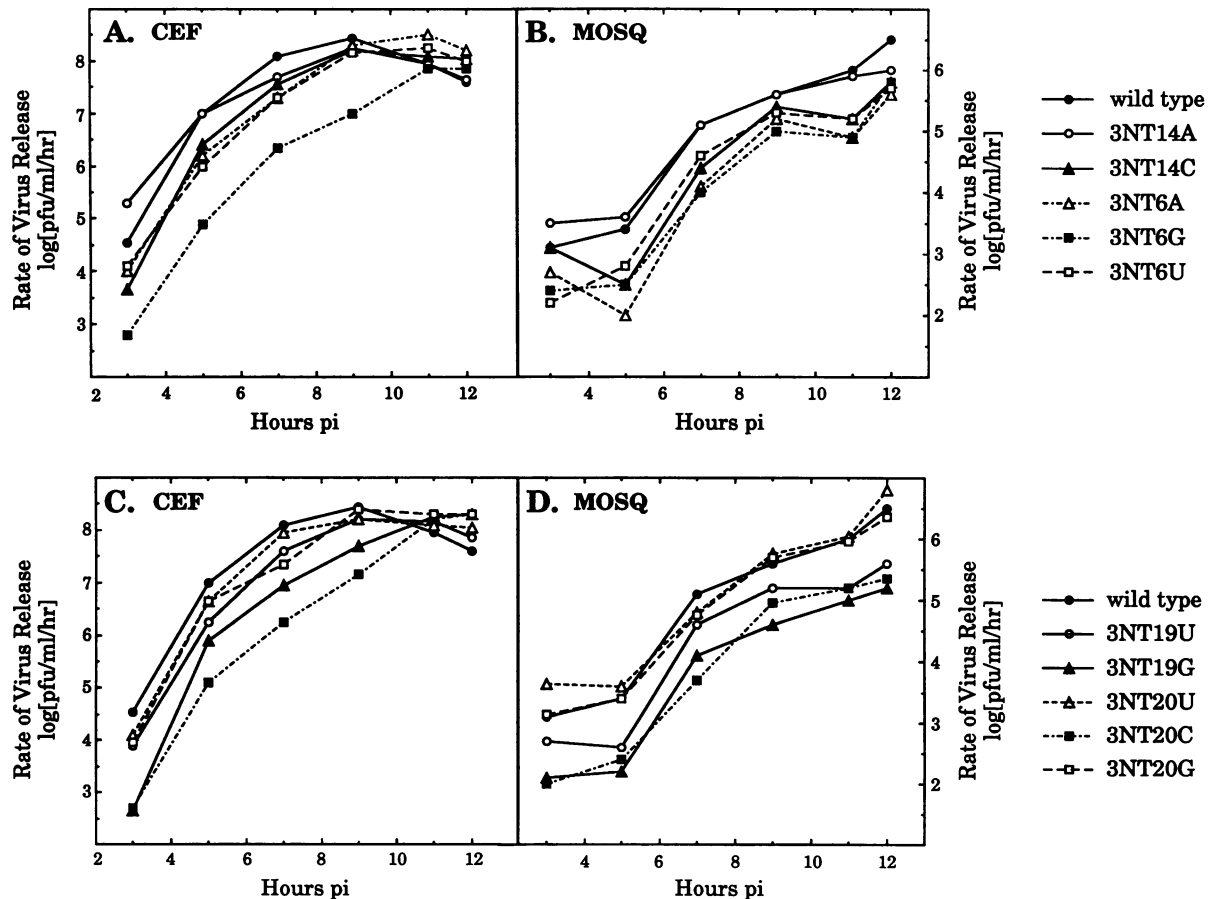 A. CEF
B. MOSQ
Rate of Virus Release
log[pfu/ml/hr]
8
7
6
5
4
3
2 4 6 8 10 12
Hours pi
4 6 8 10 12
Hours pi
6
5
4
3
2
Rate of Virus Release
log[pfu/ml/hr]
wild type
3NT14A
3NT14C
3NT6A
3NT6G
3NT6U
C. CEF
D. MOSQ
Rate of Virus Release
log[pfu/ml/hr]
8
7
6
5
4
3
2 4 6 8 10 12
Hours pi
4 6 8 10 12
Hours pi
6
5
4
3
2
Rate of Virus Release
log[pfu/ml/hr]
wild type
3NT19U
3NT19G
3NT20U
3NT20C
3NT20G